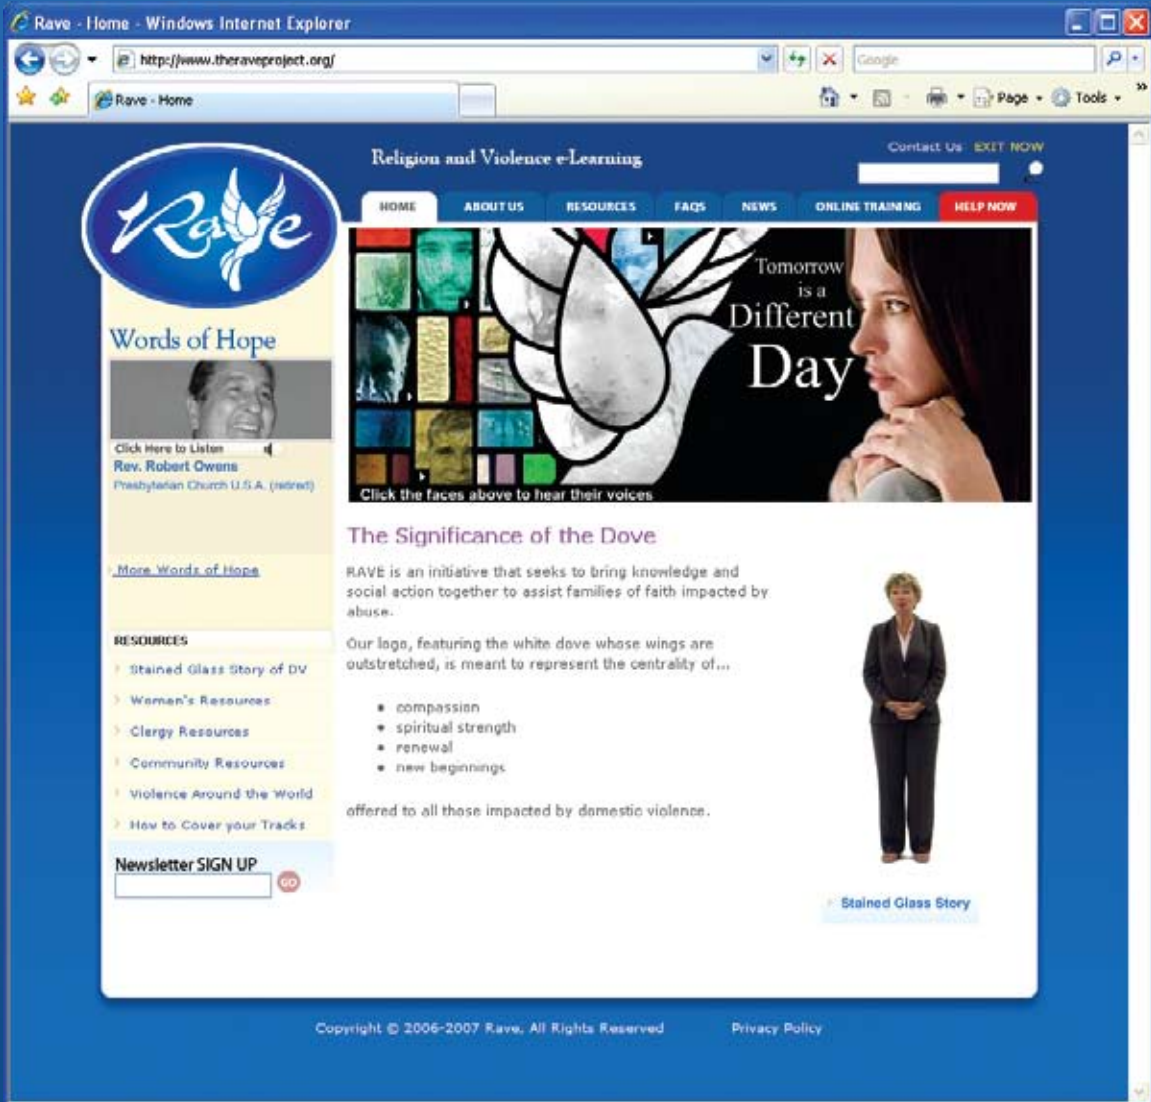 Rave - Home - Windows Internet Explorer
http://www.theraveproject.org/
Google
Rave - Home
Page
Tools
Contact Us EXIT NOW
Religion and Violence e-Learning
Rave
HOME ABOUT US RESOURCES FAQS NEWS ONLINE TRAINING HELP NOW
Tomorrow
is a
Different
Day
Click the faces above to hear their voices
Words of Hope
Click Here to Listen
Rev. Robert Owens
Presbyterian Church U.S.A. (retired)
More Words of Hope
RESOURCES
Stained Glass Story of DV
Women's Resources
Clergy Resources
Community Resources
Violence Around the World
How to Cover your Tracks
Newsletter SIGN UP
GO
The Significance of the Dove
RAVE is an initiative that seeks to bring knowledge and
social action together to assist families of faith impacted by
abuse.
Our logo, featuring the white dove whose wings are
outstretched, is meant to represent the centrality of...
• compassion
• spiritual strength
• renewal
• new beginnings
offered to all those impacted by domestic violence.
Stained Glass Story
Copyright © 2006-2007 Rave. All Rights Reserved Privacy Policy